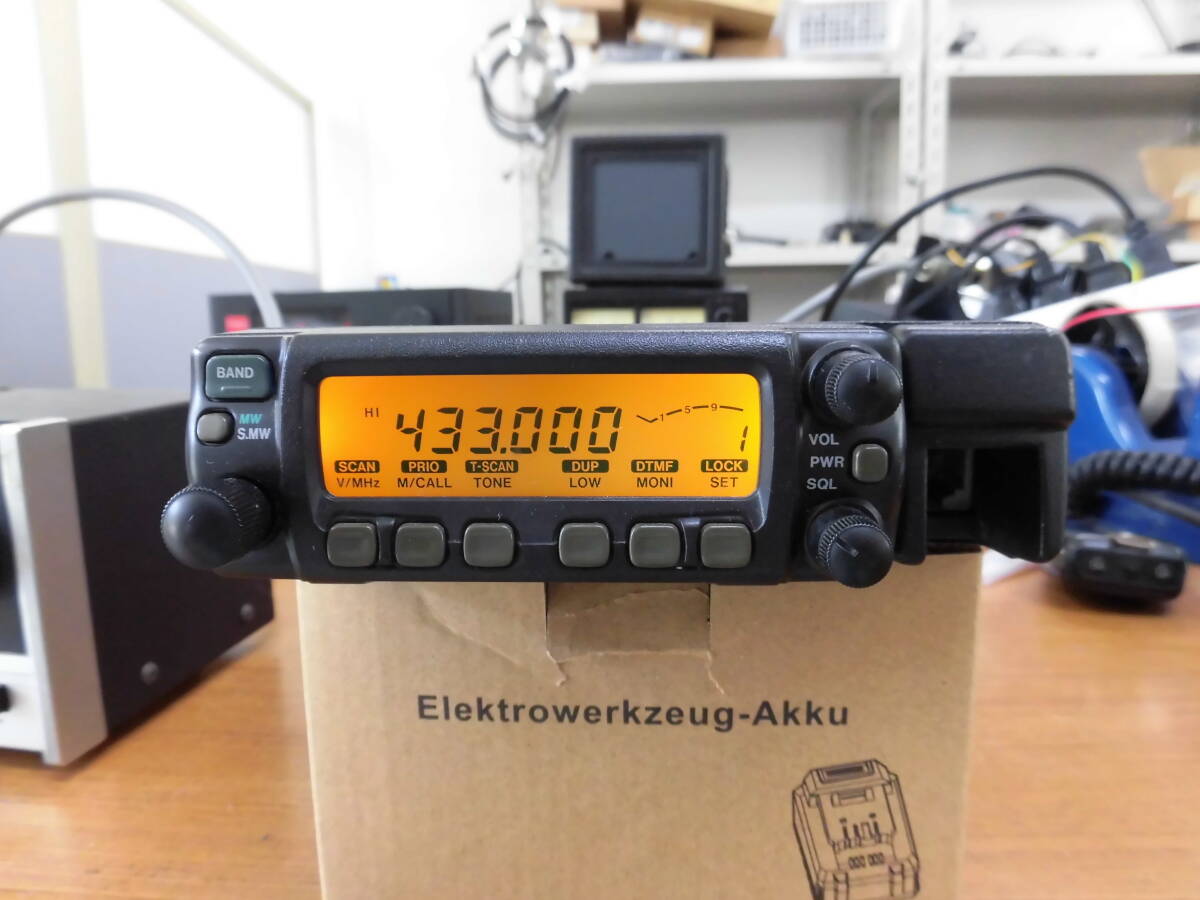 BAND
MW
S.MW
HI 433.000 1 5 9
1
SCAN PRIO T-SCAN DUP DTMF LOCK
V/MHz M/CALL TONE LOW MONI SET
VOL
PWR
SQL
Elektrowerkzeug-Akku